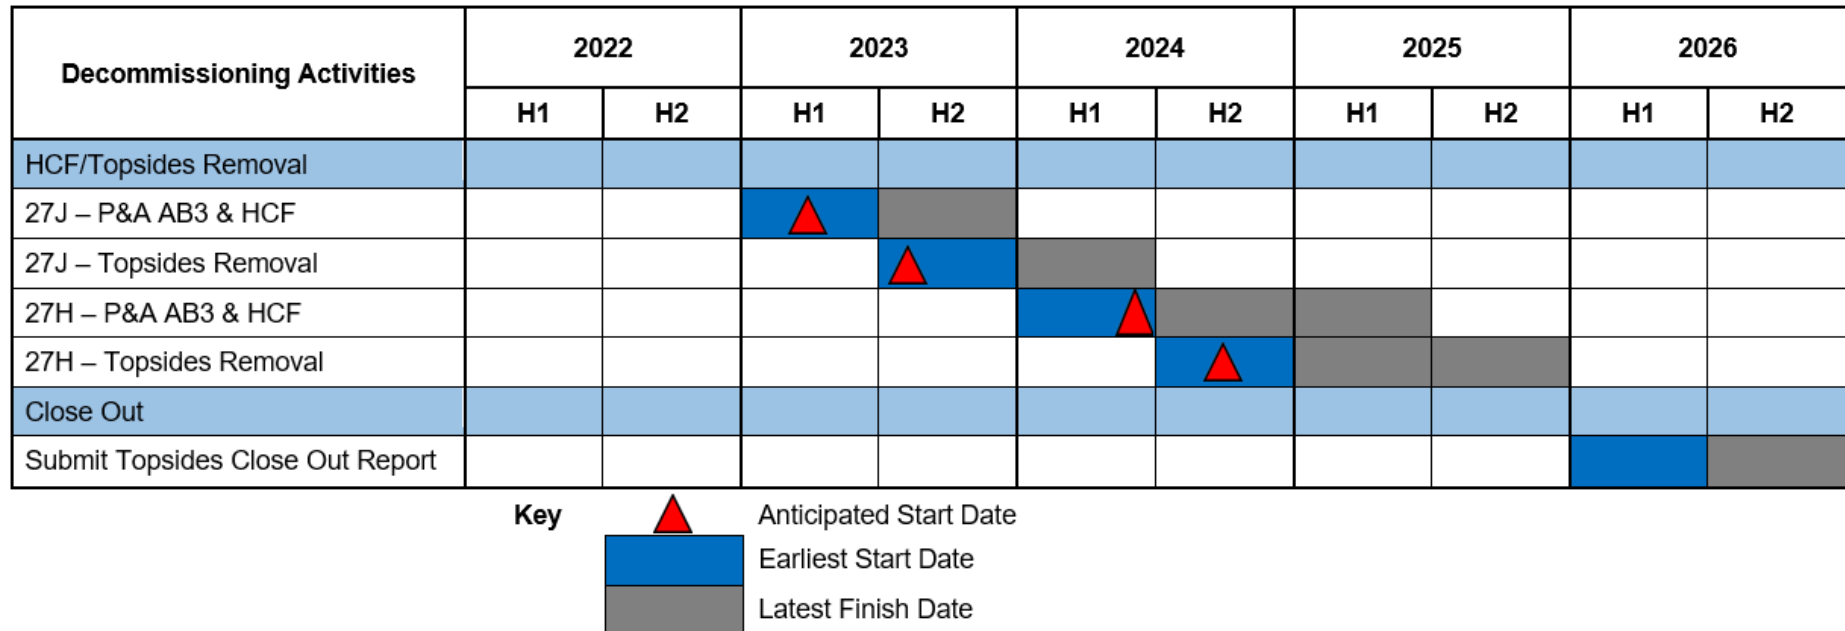 Decommissioning Activities 2022 2023 2024 2025 2026
H1 H2 H1 H2 H1 H2 H1 H2 H1 H2
HCF/Topsides Removal
27J – P&A AB3 & HCF
27J – Topsides Removal
27H – P&A AB3 & HCF
27H – Topsides Removal
Close Out
Submit Topsides Close Out Report
Key Anticipated Start Date
Earliest Start Date
Latest Finish Date